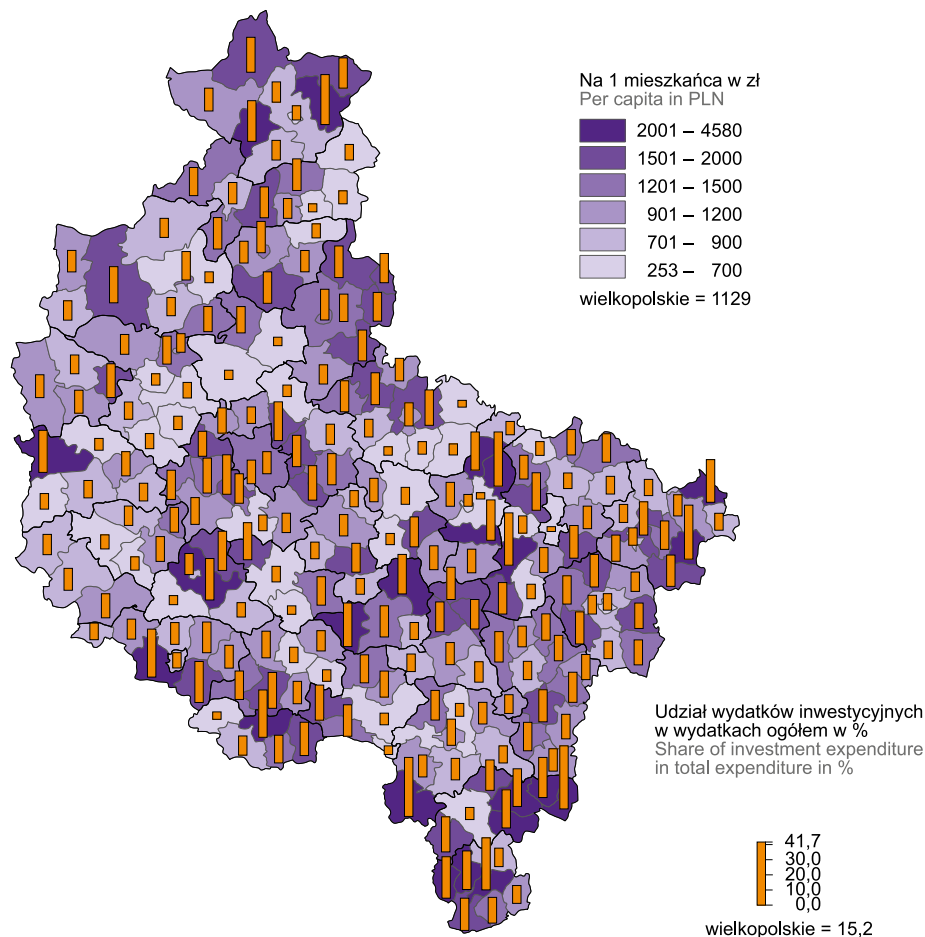 Na 1 mieszkańca w zł
Per capita in PLN
2001 – 4580
1501 – 2000
1201 – 1500
901 – 1200
701 – 900
253 – 700
wielkopolskie = 1129
Udział wydatków inwestycyjnych
w wydatkach ogółem w %
Share of investment expenditure
in total expenditure in %
41,7
30,0
20,0
10,0
0,0
wielkopolskie = 15,2